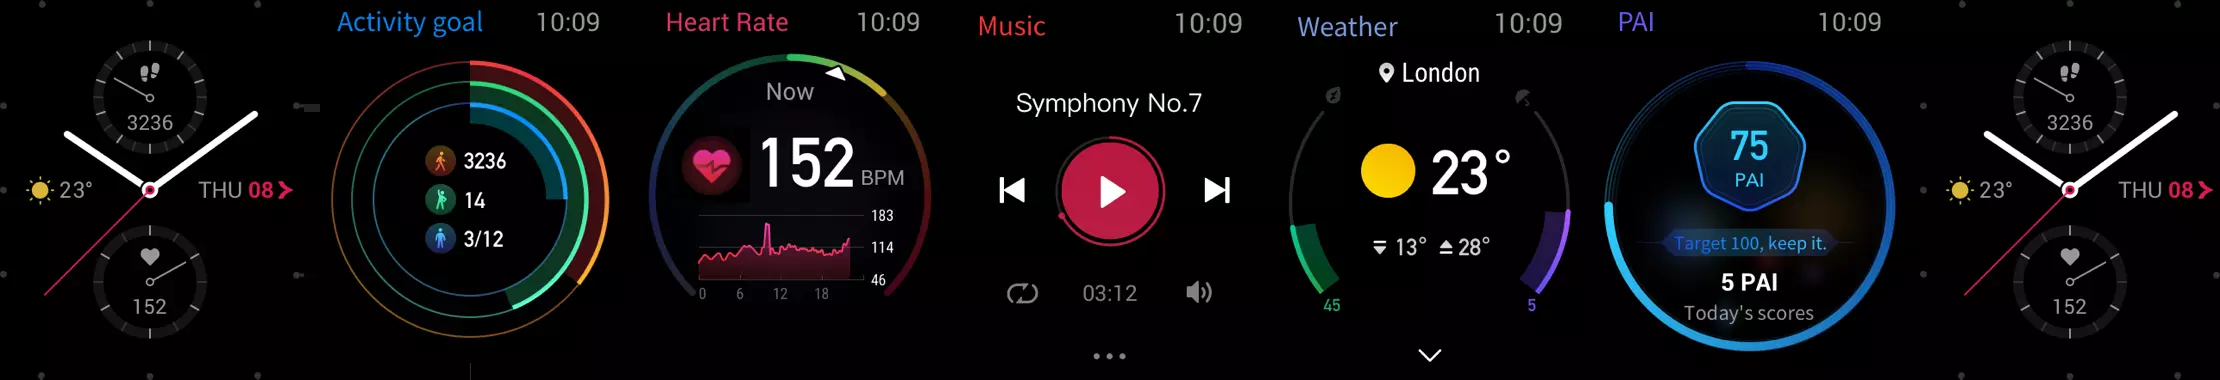 3236
23°
THU 08
152
Activity goal 10:09
3236
14
3/12
Heart Rate 10:09
Now
152 BPM
183
114
46
0 6 12 18
Music 10:09
Symphony No.7
03:12
Weather 10:09
London
23°
13° 28°
45 5
PAI 10:09
75
PAI
Target 100, keep it.
5 PAI
Today's scores
3236
23°
THU 08
152